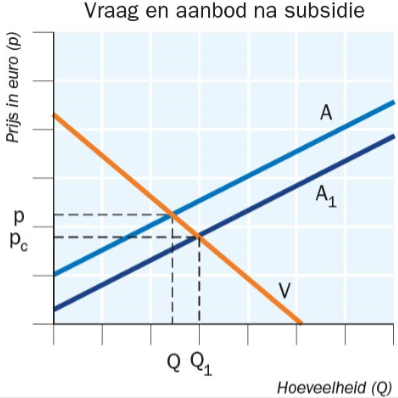 Vraag en aanbod na subsidie
Prijs in euro (p)
A
A1
p
pc
V
Q Q1
Hoeveelheid (Q)